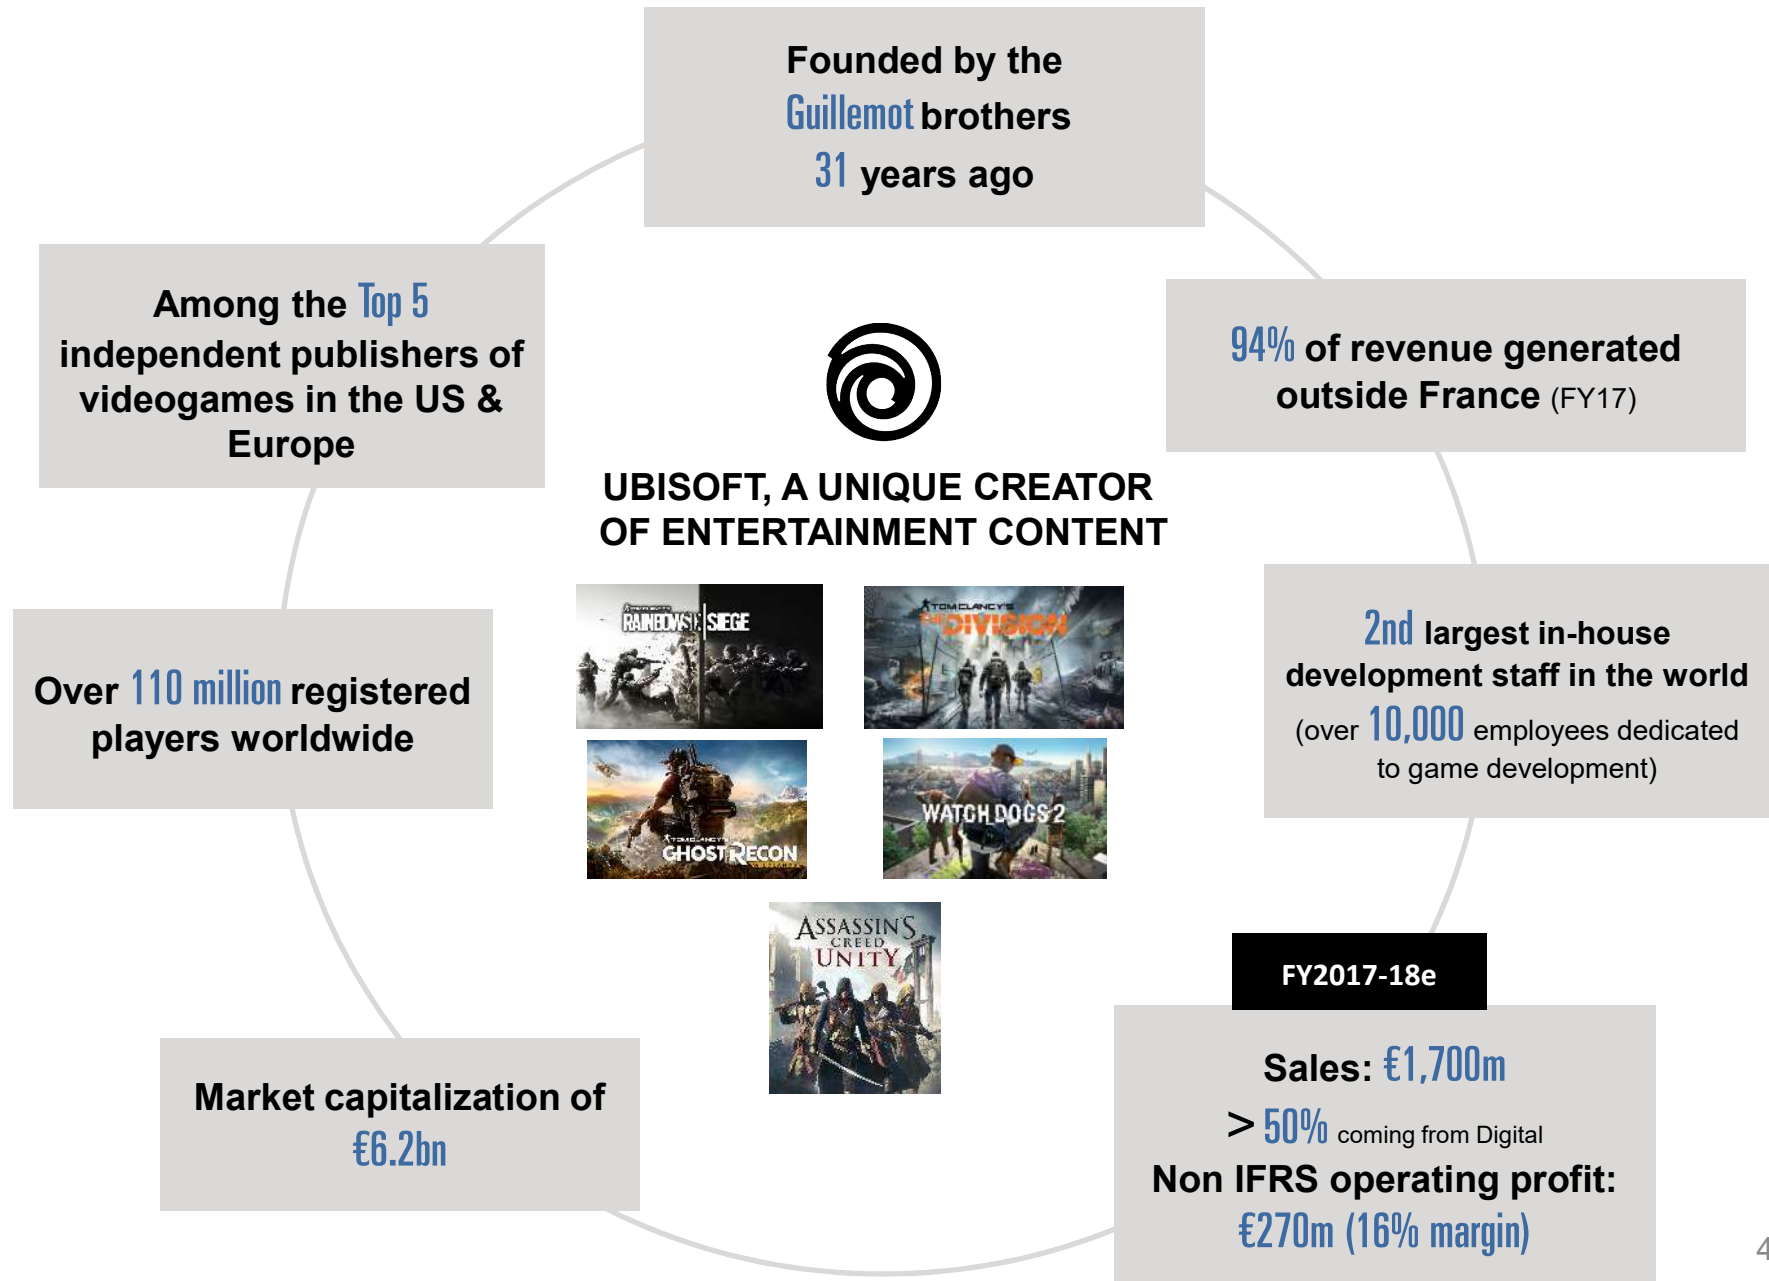 Founded by the
Guillemot brothers
31 years ago
Among the Top 5
independent publishers of
videogames in the US &
Europe
94% of revenue generated
outside France (FY17)
UBISOFT, A UNIQUE CREATOR
OF ENTERTAINMENT CONTENT
RAINBOW SIX SIEGE
TOM CLANCY'S
THE DIVISION
2nd largest in-house
development staff in the world
(over 10,000 employees dedicated
to game development)
Over 110 million registered
players worldwide
TOM CLANCY'S
GHOST RECON
WATCH DOGS 2
ASSASSIN'S
CREED
UNITY
FY2017-18e
Sales: €1,700m
> 50% coming from Digital
Non IFRS operating profit:
€270m (16% margin)
Market capitalization of
€6.2bn
4